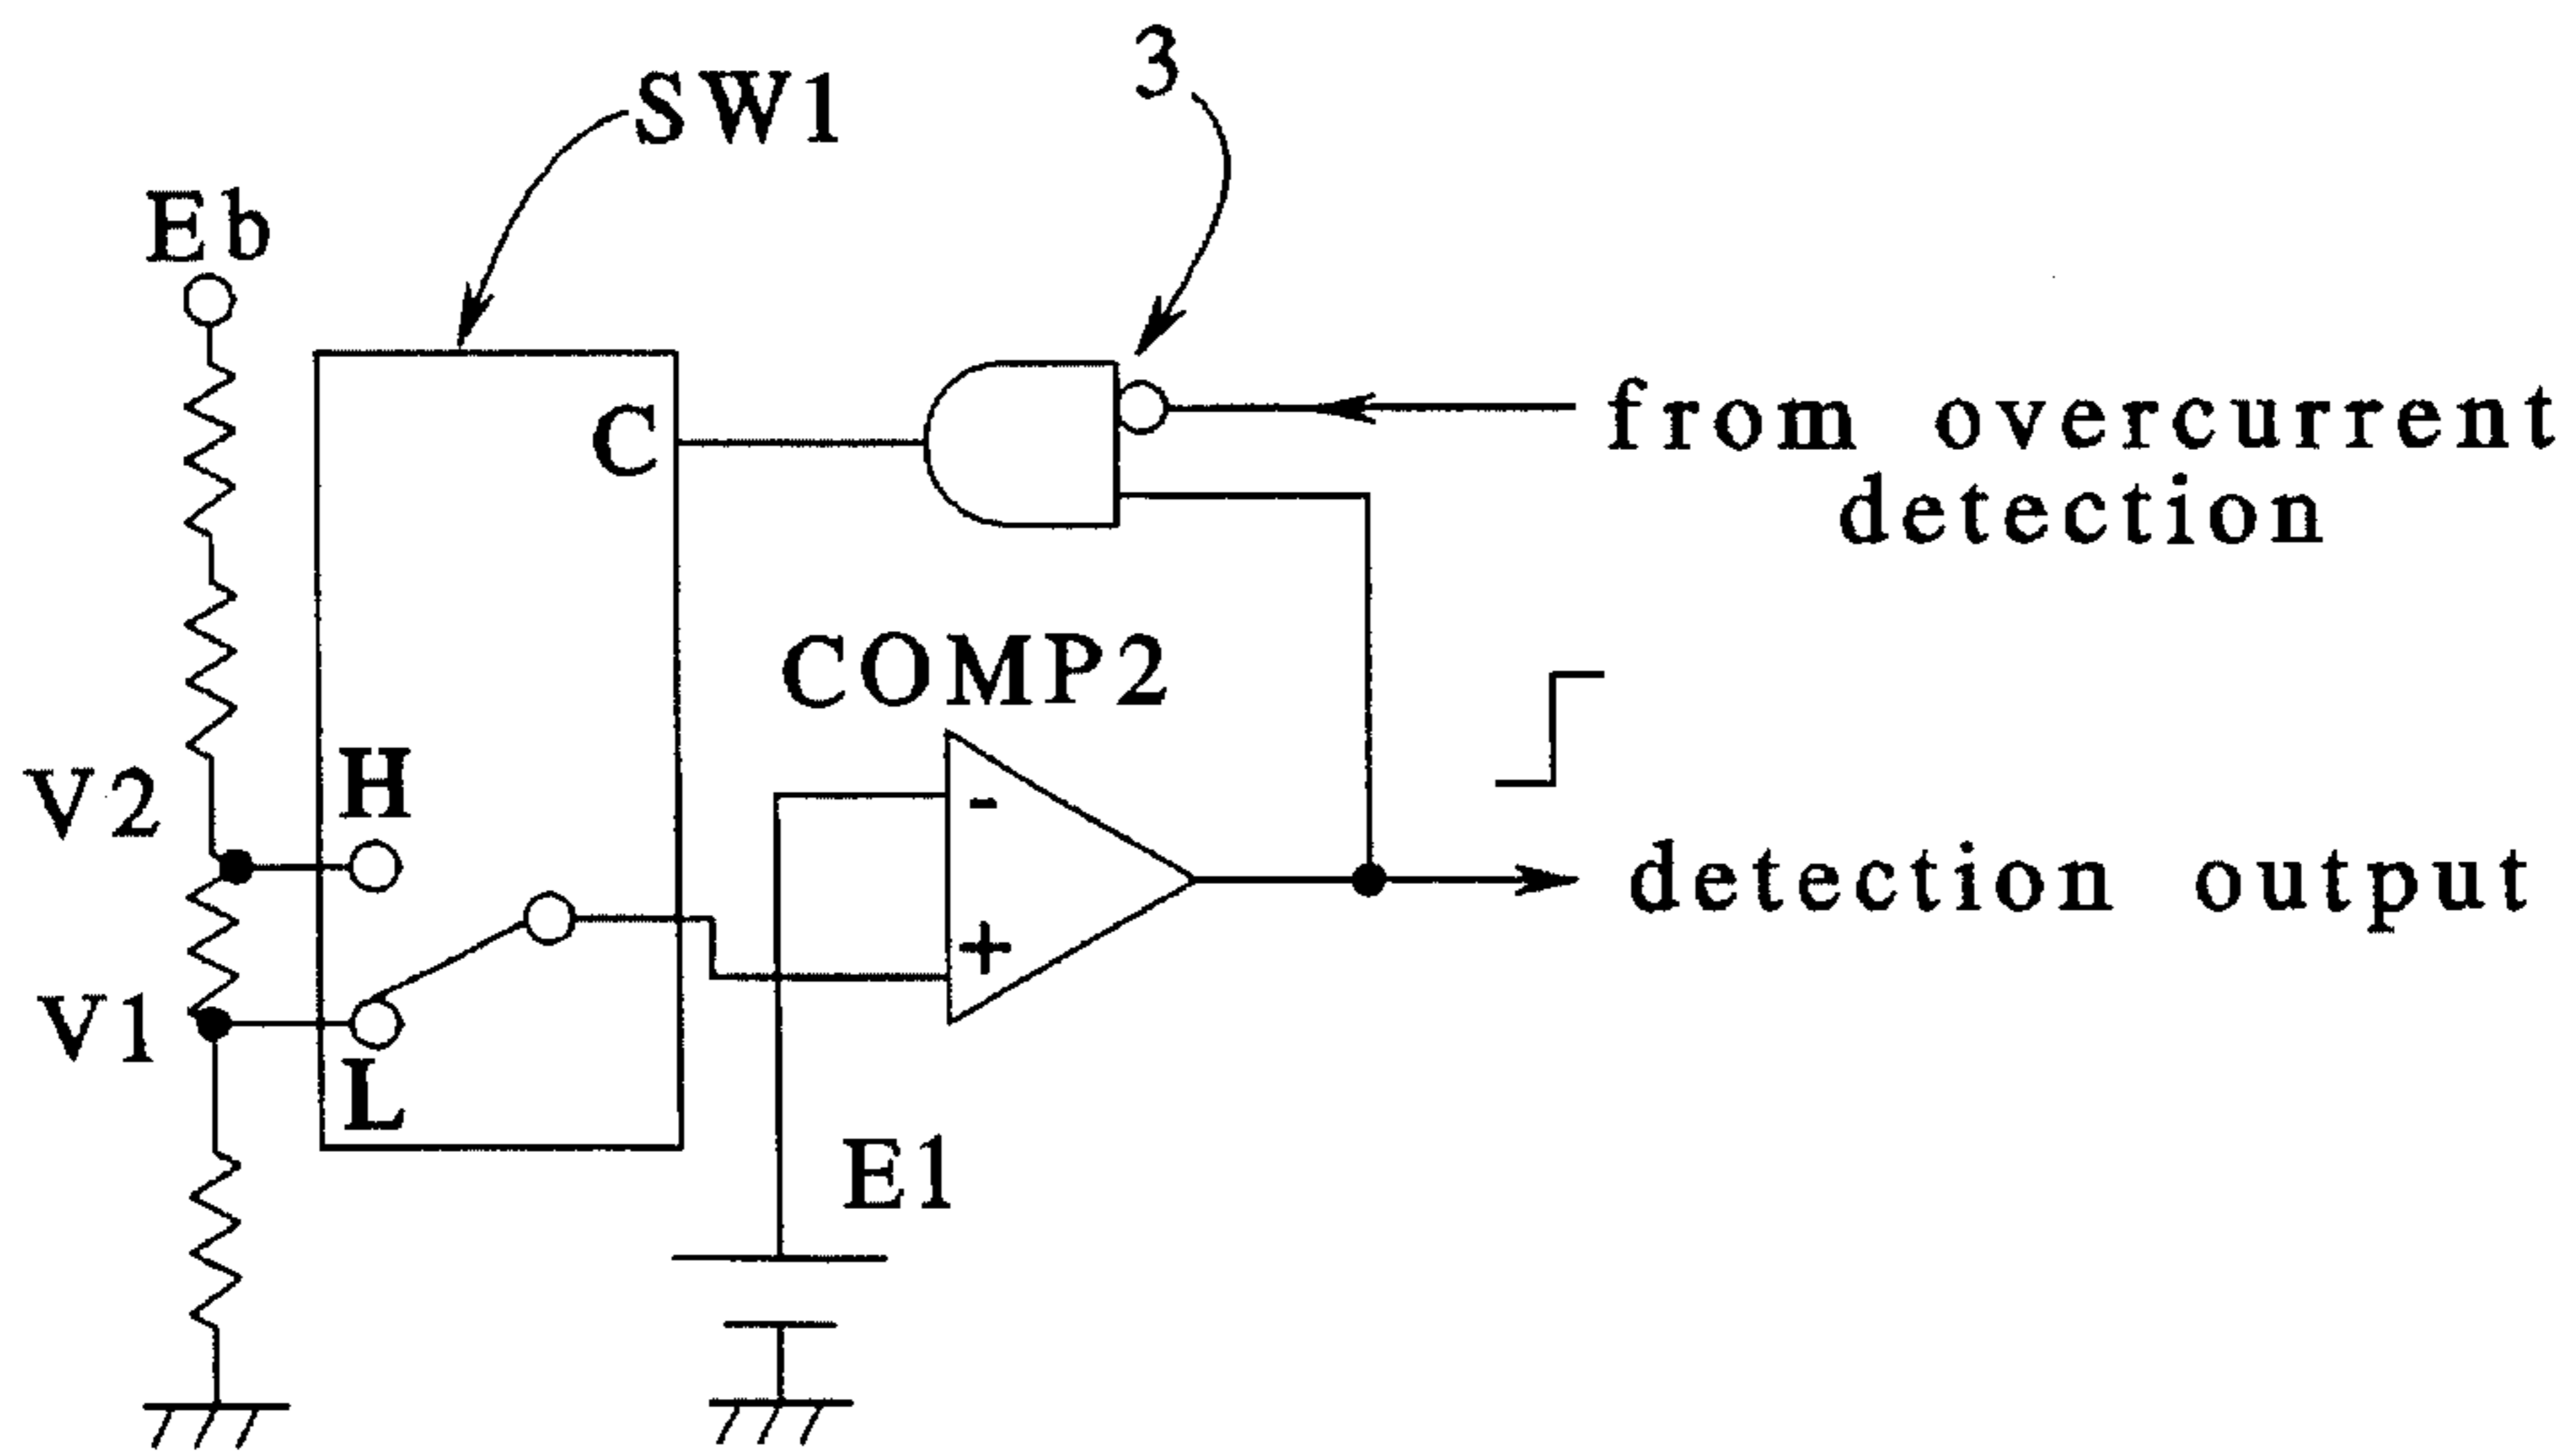 3
SW1
Eb
C
from overcurrent
detection
COMP2
V2
H
-
detection output
+
V1
L
E1